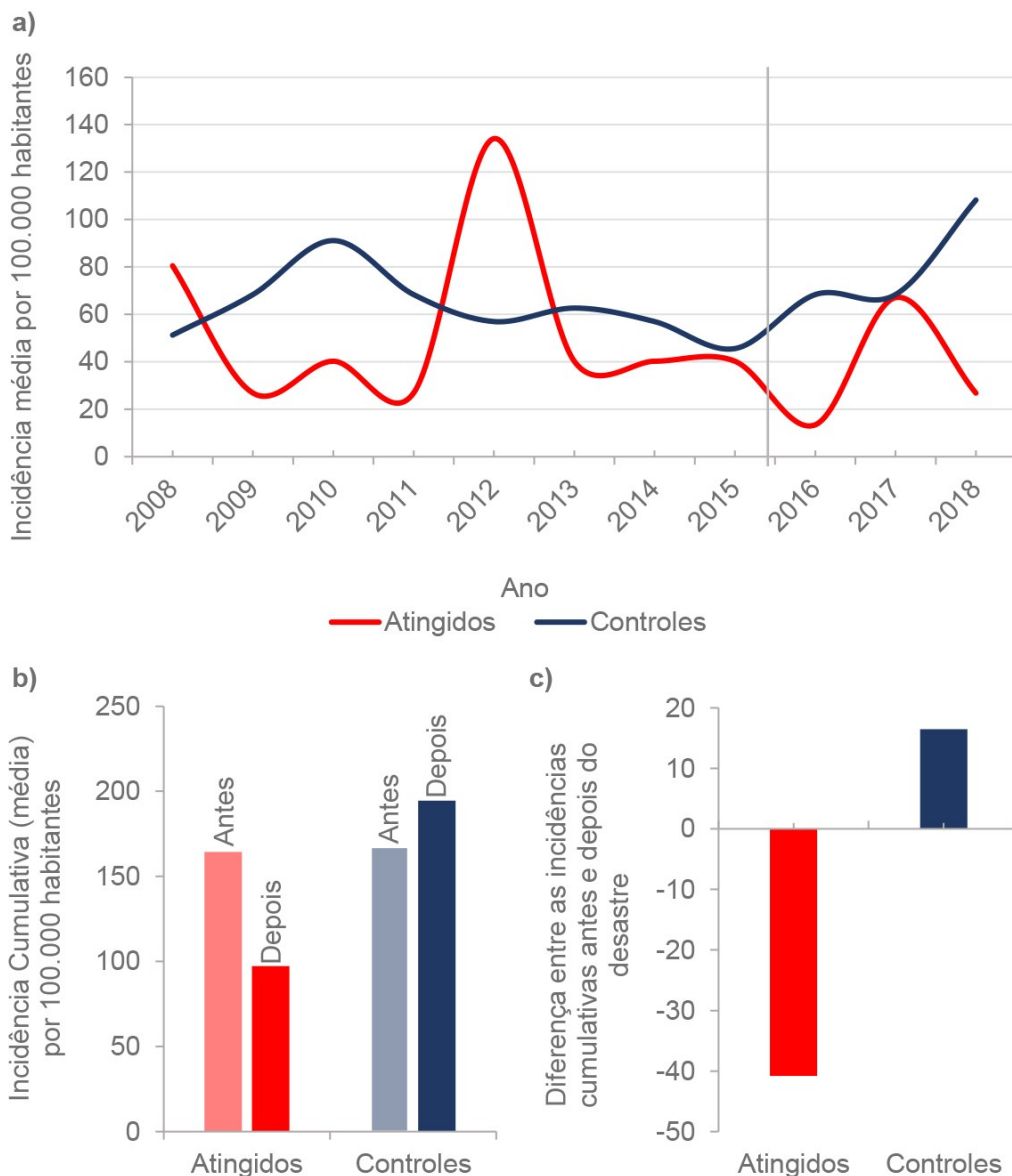 a)
Incidência média por 100.000 habitantes
160
140
120
100
80
60
40
20
0
2008
2009
2010
2011
2012
2013
2014
2015
2016
2017
2018
Ano
Atingidos
Controles
b)
Incidência Cumulativa (média)
por 100.000 habitantes
250
200
150
100
50
0
Antes
Depois
Antes
Depois
Atingidos
Controles
c)
Diferença entre as incidências
cumulativas antes e depois do
desastre
20
10
0
-10
-20
-30
-40
-50
Atingidos
Controles